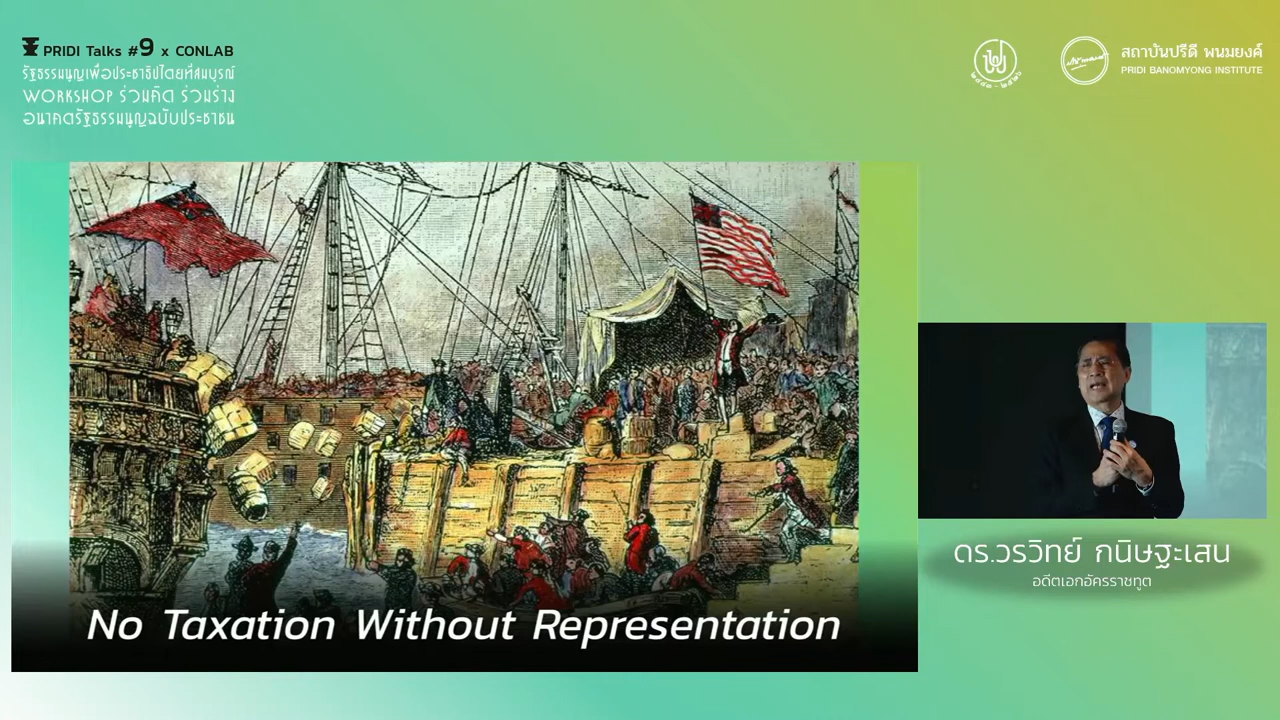 PRIDI Talks #9 x CONLAB
รัฐธรรมนูญเพื่อประชาธิปไตยที่สมบูรณ์
WORKSHOP ร่วมคิด ร่วมร่าง
อนาคตรัฐธรรมนูญฉบับประชาชน
สถาบันปรีดี พนมยงค์
PRIDI BANOMYONG INSTITUTE
No Taxation Without Representation
ดร.วรวิทย์ กนิษฐะเสน
อดีตเอกอัครราชทูต